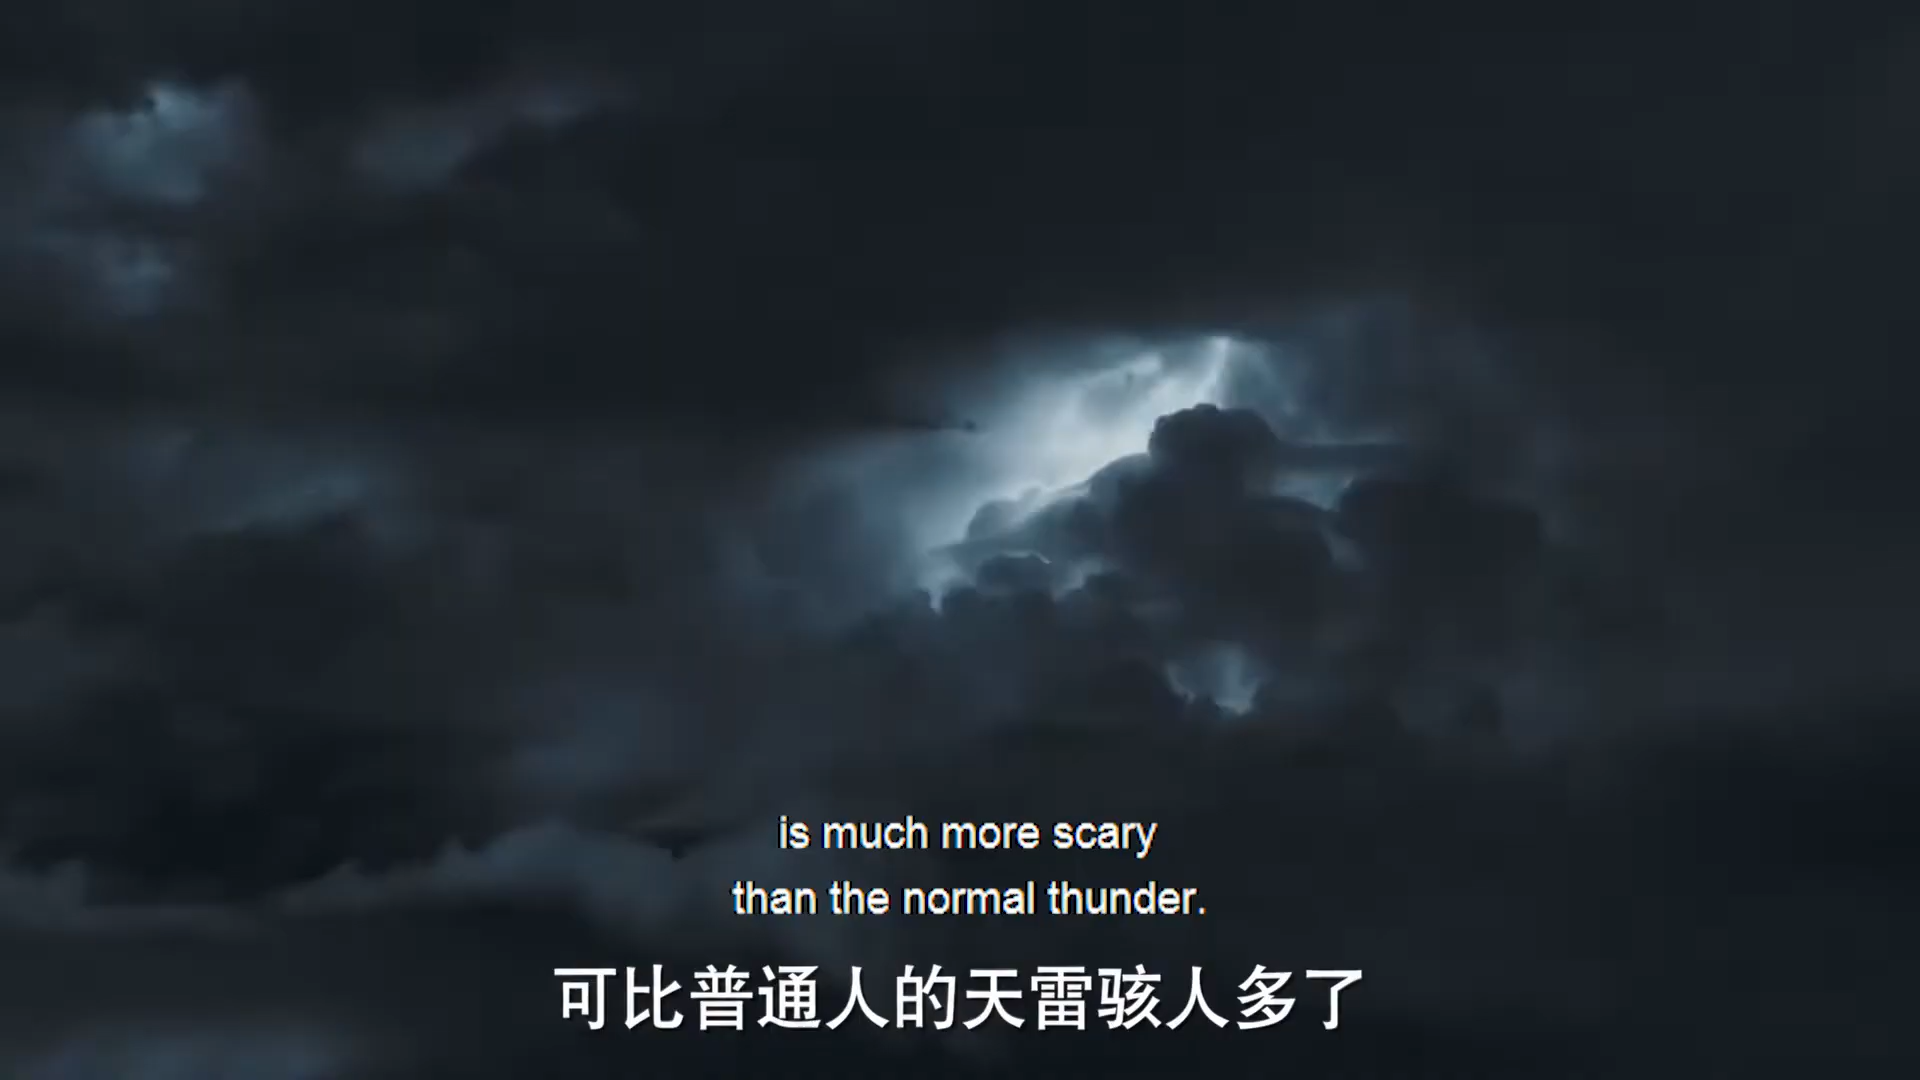 is much more scary
than the normal thunder.
可比普通人的天雷骇人多了